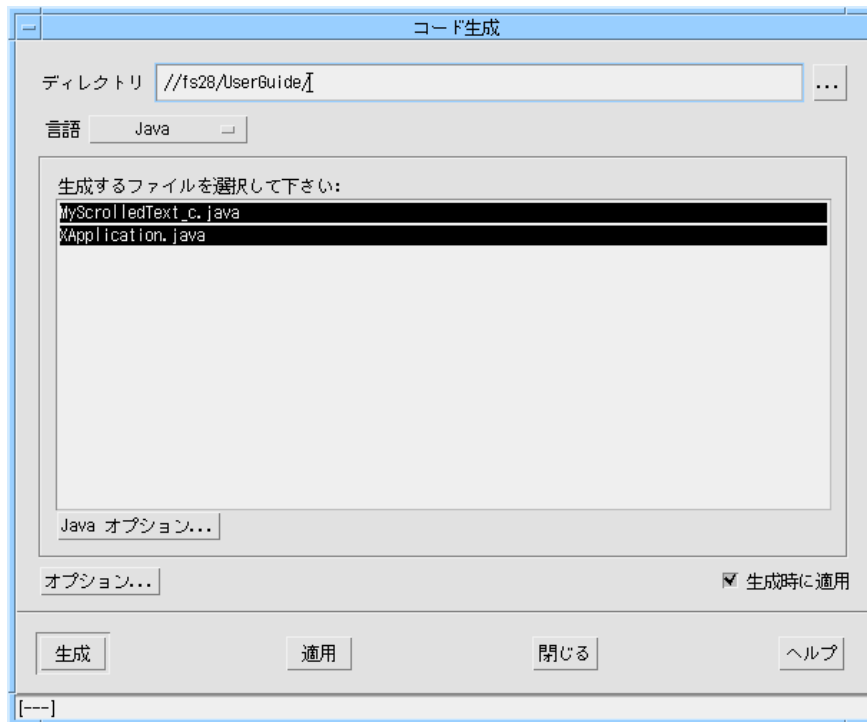 コード生成
ディレクトリ //fs28/UserGuide/ ...
言語 Java
生成するファイルを選択して下さい:
MyScrolledText_c.java
XApplication.java
Java オプション...
オプション... 生成時に適用
生成 適用 閉じる ヘルプ
[---]